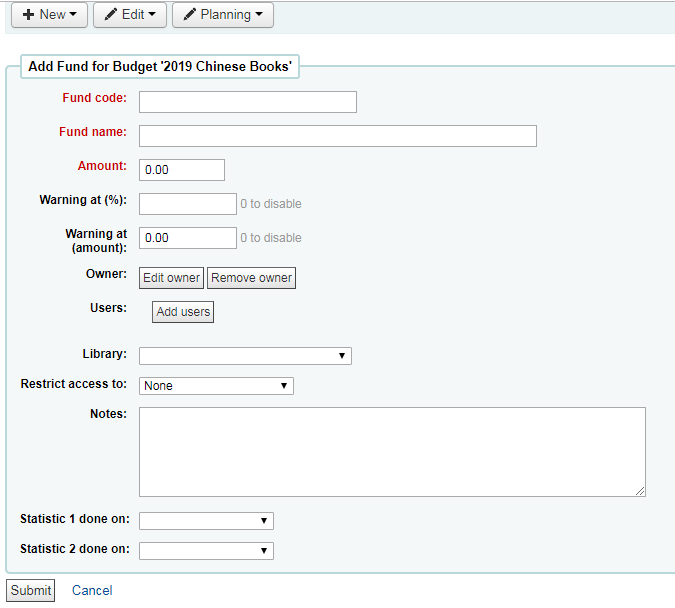 New Edit Planning
Add Fund for Budget '2019 Chinese Books'
Fund code:
Fund name:
Amount: 0.00
Warning at (%): 0 to disable
Warning at
(amount): 0.00 0 to disable
Owner: Edit owner Remove owner
Users: Add users
Library:
Restrict access to: None
Notes:
Statistic 1 done on:
Statistic 2 done on:
Submit Cancel